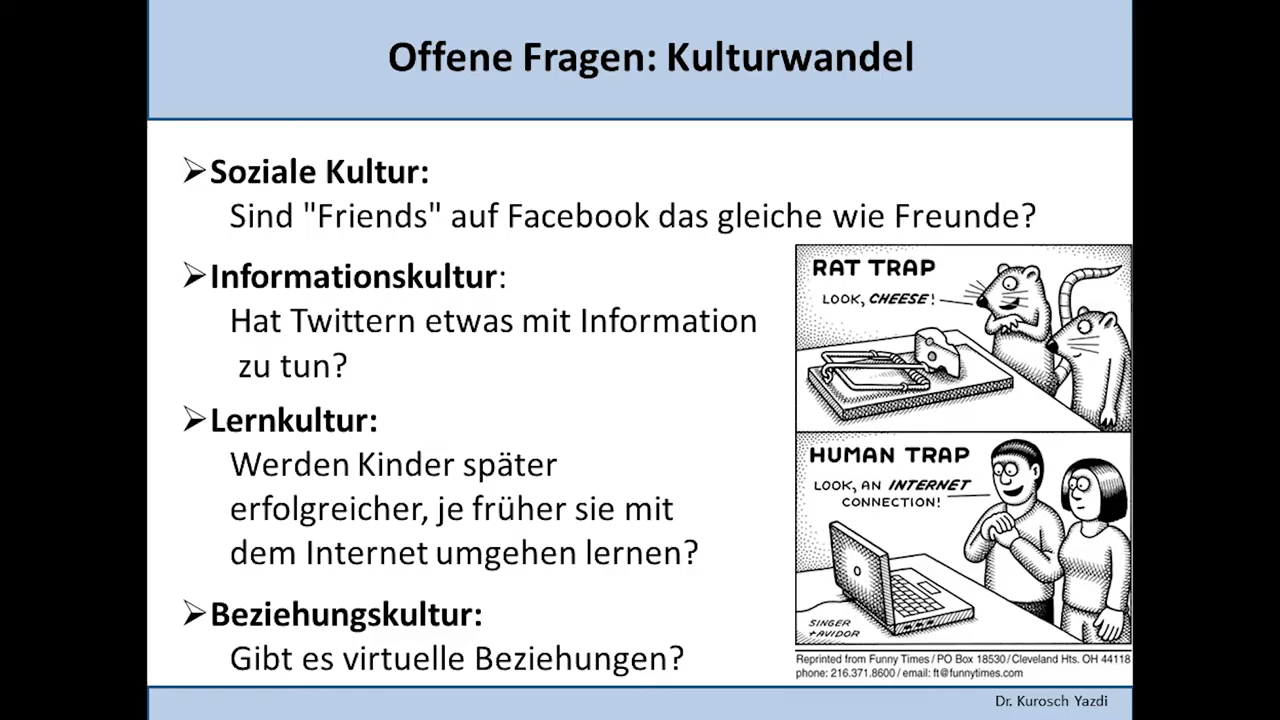 Offene Fragen: Kulturwandel
➢Soziale Kultur:
Sind "Friends" auf Facebook das gleiche wie Freunde?
➢Informationskultur:
Hat Twittern etwas mit Information
zu tun?
➢Lernkultur:
Werden Kinder später
erfolgreicher, je früher sie mit
dem Internet umgehen lernen?
➢Beziehungskultur:
Gibt es virtuelle Beziehungen?
RAT TRAP
LOOK, CHEESE!
HUMAN TRAP
LOOK, AN INTERNET
CONNECTION!
SINGER
+AVIDOR
Reprinted from Funny Times / PO Box 18530 / Cleveland Hts. OH 44118
phone: 216.371.8600 / email: ft@funnytimes.com
Dr. Kurosch Yazdi